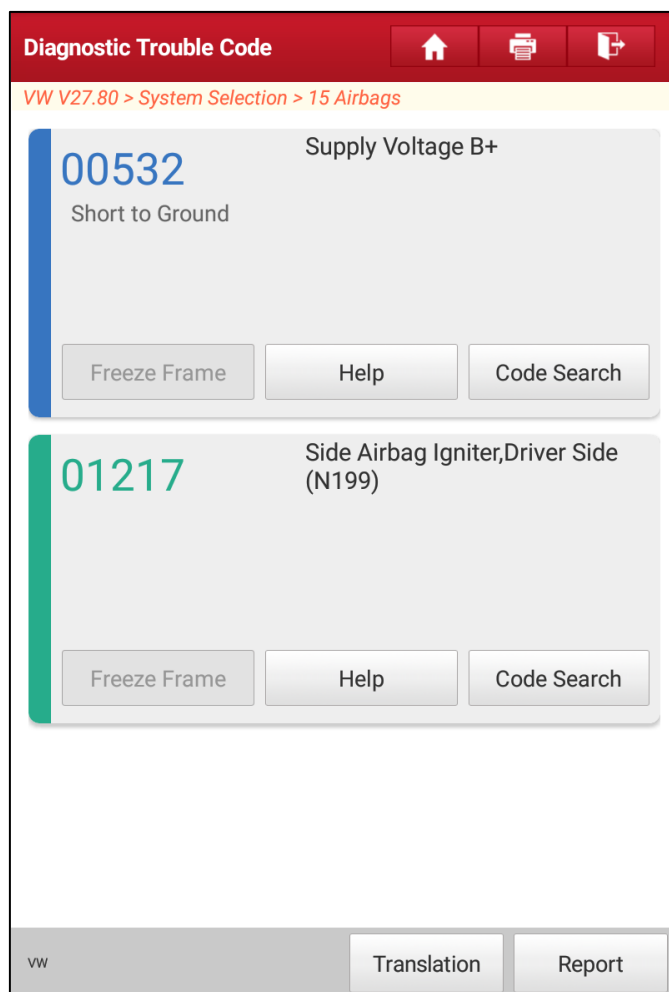 Diagnostic Trouble Code
VW V27.80 > System Selection > 15 Airbags
00532
Supply Voltage B+
Short to Ground
Freeze Frame
Help
Code Search
01217
Side Airbag Igniter,Driver Side
(N199)
Freeze Frame
Help
Code Search
VW
Translation
Report